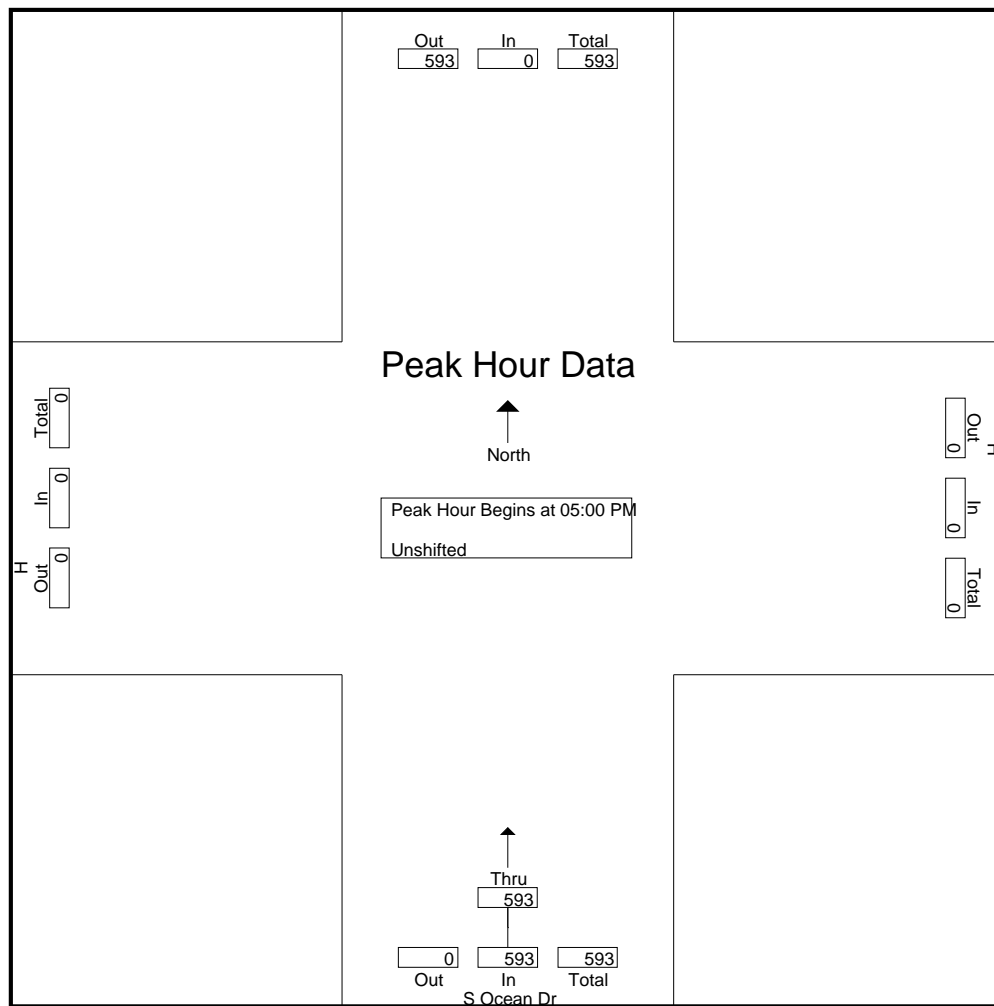 Out In Total
593 0 593
Peak Hour Data
North
Peak Hour Begins at 05:00 PM
Unshifted
Total
0
In
0
Out
0
H
Out
0
H
In
0
Total
0
Thru
593
0 593 593
Out In Total
S Ocean Dr